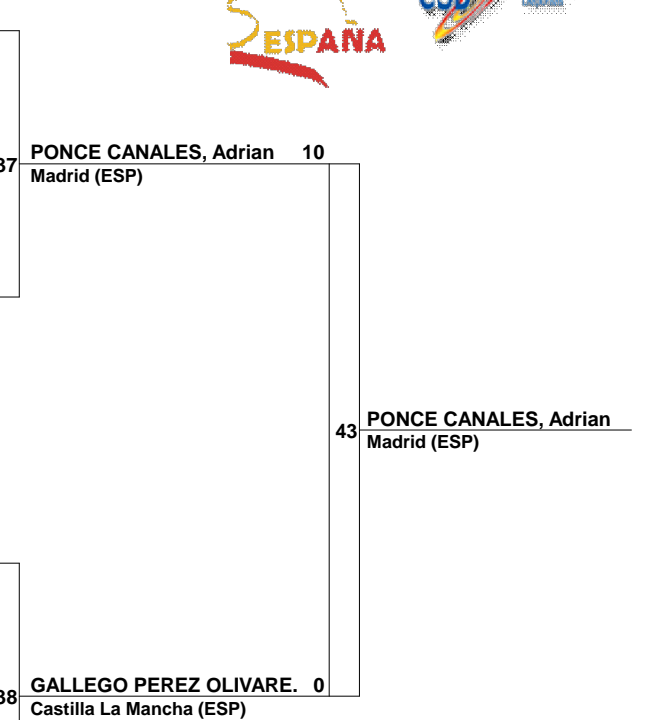 ESPAÑA
CSD
PONCE CANALES, Adrian 10
37
Madrid (ESP)
PONCE CANALES, Adrian
43
Madrid (ESP)
GALLEGO PEREZ OLIVARE. 0
38
Castilla La Mancha (ESP)